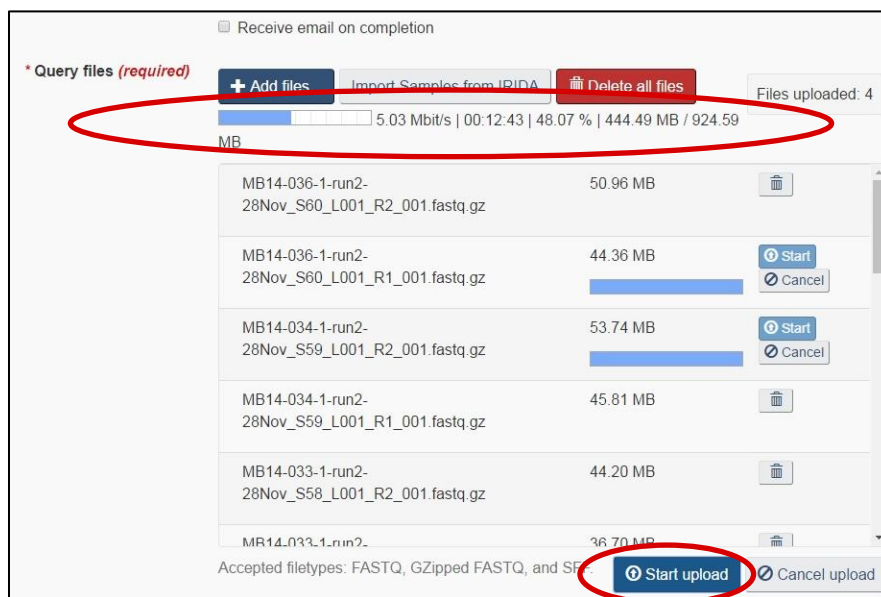 Receive email on completion
* Query files (required)
Add files Import Samples from IRIDA Delete all files
Files uploaded: 4
5.03 Mbit/s | 00:12:43 | 48.07 % | 444.49 MB / 924.59
MB
MB14-036-1-run2- 50.96 MB
28Nov_S60_L001_R2_001.fastq.gz
MB14-036-1-run2- 44.36 MB Start
28Nov_S60_L001_R1_001.fastq.gz Cancel
MB14-034-1-run2- 53.74 MB Start
28Nov_S59_L001_R2_001.fastq.gz Cancel
MB14-034-1-run2- 45.81 MB
28Nov_S59_L001_R1_001.fastq.gz
MB14-033-1-run2- 44.20 MB
28Nov_S58_L001_R2_001.fastq.gz
MB14-033-1-run2- 36.70 MB
Accepted filetypes: FASTQ, GZipped FASTQ, and
Start upload Cancel upload